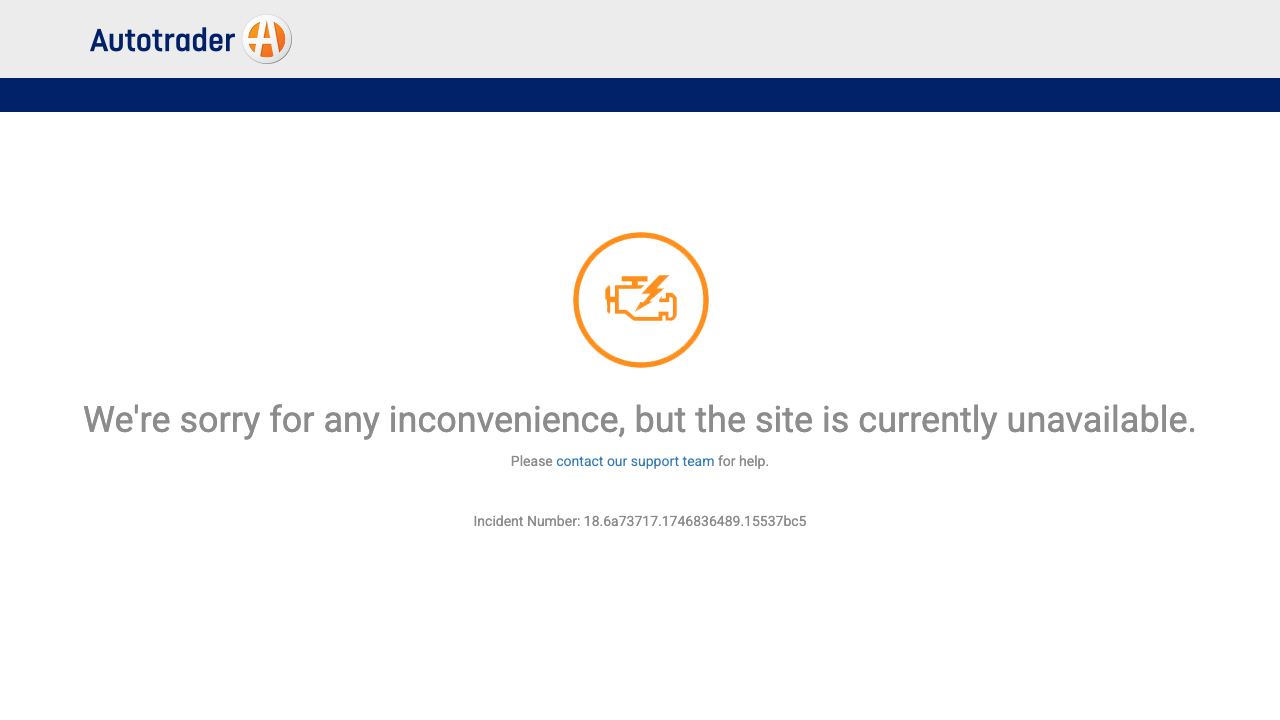 Autotrader
We're sorry for any inconvenience, but the site is currently unavailable.
Please contact our support team for help.
Incident Number: 18.6a73717.1746836489.15537bc5